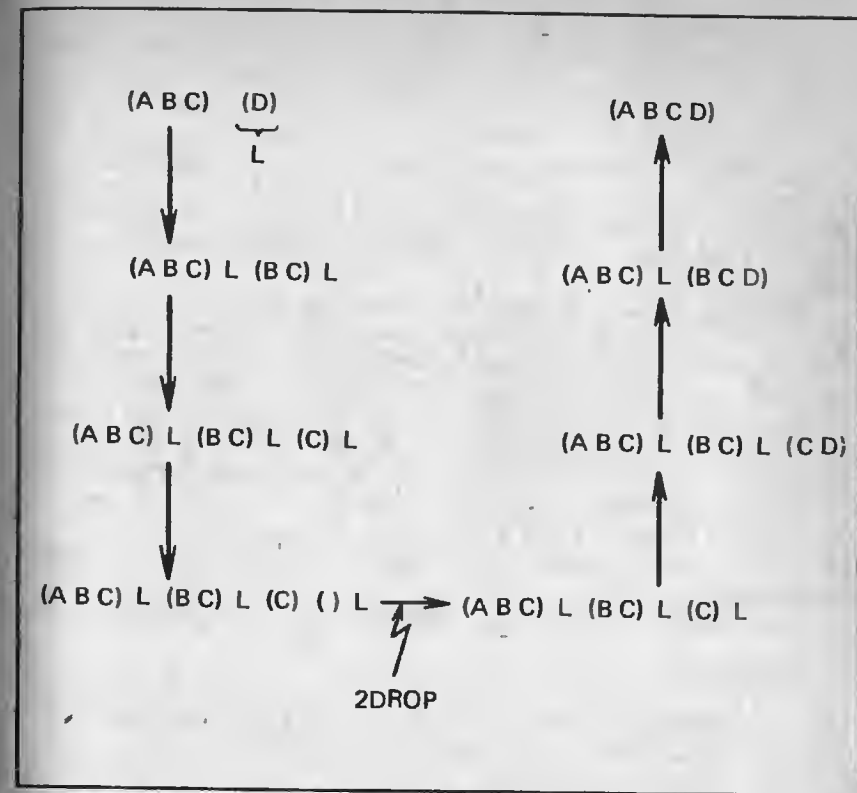 (A B C) (D)
L
(A B C) L (B C) L
(A B C) L (B C) L (C) L
(A B C) L (B C) L (C) ( ) L
2DROP
(A B C) L (B C) L (C) L
(A B C) L (B C) L (C D)
(A B C) L (B C D)
(A B C D)